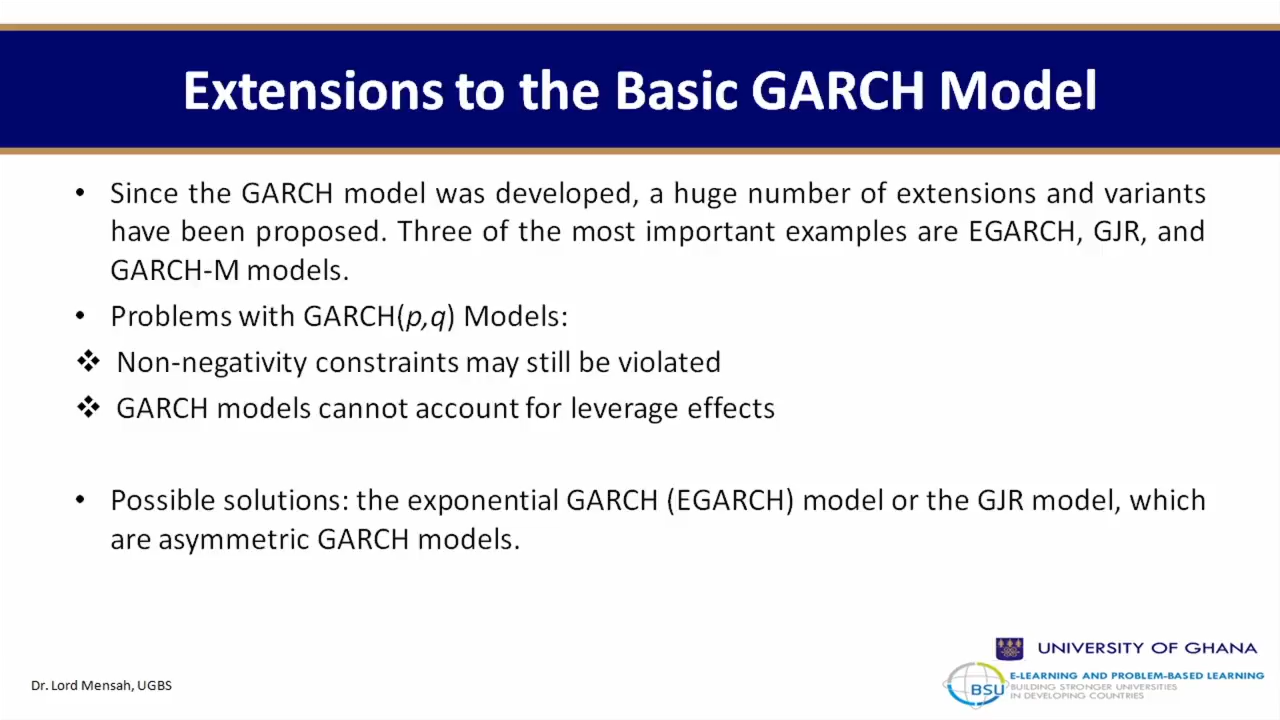 Extensions to the Basic GARCH Model
• Since the GARCH model was developed, a huge number of extensions and variants
have been proposed. Three of the most important examples are EGARCH, GJR, and
GARCH-M models.
• Problems with GARCH(p,q) Models:
❖ Non-negativity constraints may still be violated
❖ GARCH models cannot account for leverage effects
• Possible solutions: the exponential GARCH (EGARCH) model or the GJR model, which
are asymmetric GARCH models.
UNIVERSITY OF GHANA
Dr. Lord Mensah, UGBS
BSU
E-LEARNING AND PROBLEM-BASED LEARNING
BUILDING STRONGER UNIVERSITIES
IN DEVELOPING COUNTRIES